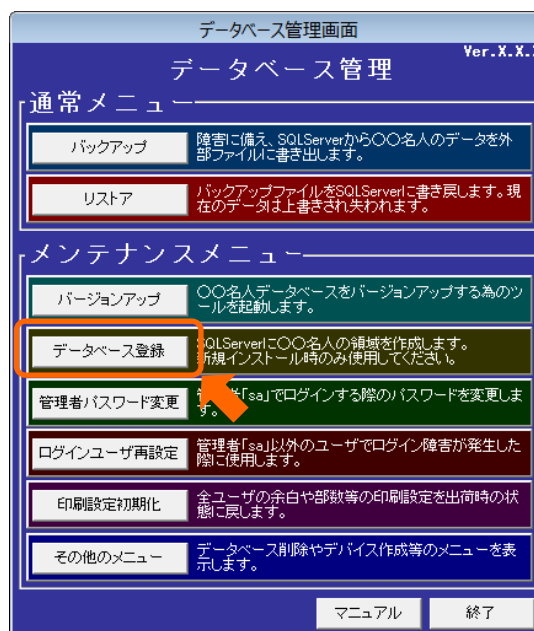 データベース管理画面
Ver.X.X.
データベース管理
通常メニュー
バックアップ
障害に備え、SQLServerから〇〇名人のデータを外
部ファイルに書き出します。
リストア
バックアップファイルをSQLServerに書き戻します。現
在のデータは上書きされ失われます。
メンテナンスメニュー
バージョンアップ
〇〇名人データベースをバージョンアップする為のツ
ールを起動します。
データベース登録
SQLServerに〇〇名人の領域を作成します。
新規インストール時のみ使用してください。
管理者パスワード変更
管理者「sa」でログインする際のパスワードを変更しま
す。
ログインユーザ再設定
管理者「sa」以外のユーザでログイン障害が発生した
際に使用します。
印刷設定初期化
全ユーザの余白や部数等の印刷設定を出荷時の状
態に戻します。
その他のメニュー
データベース削除やデバイス作成等のメニューを表
示します。
マニュアル
終了